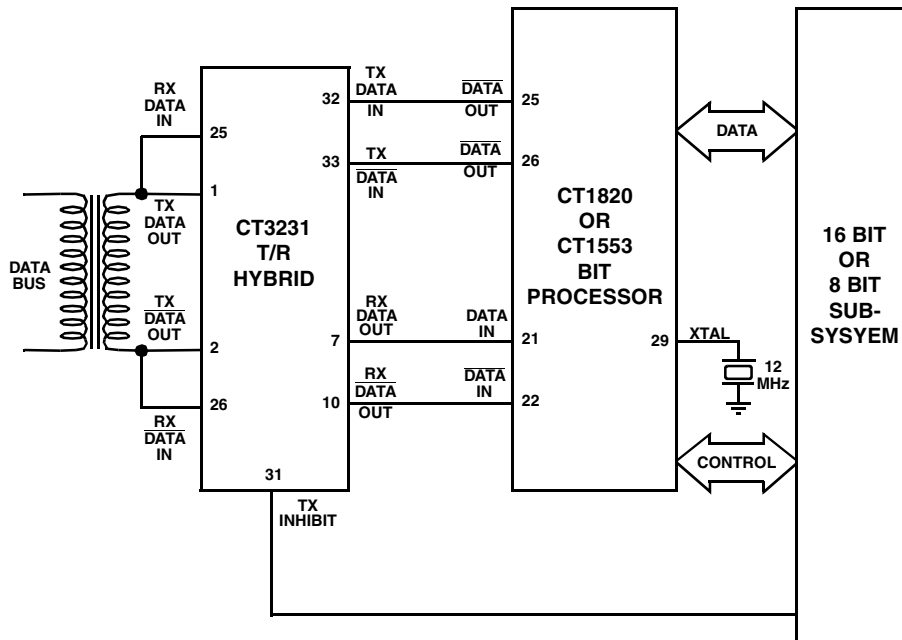 RX
DATA
IN
25
1
TX
DATA
OUT
DATA
BUS
TX
DATA
OUT
2
26
RX
DATA
IN
CT3231
T/R
HYBRID
32
33
7
10
31
TX
INHIBIT
TX
DATA
IN
TX
DATA
IN
RX
DATA
OUT
RX
DATA
OUT
DATA
OUT
DATA
OUT
DATA
IN
DATA
IN
25
26
21
22
CT1820
OR
CT1553
BIT
PROCESSOR
29
XTAL
12
MHz
DATA
CONTROL
16 BIT
OR
8 BIT
SUB-
SYSYEM